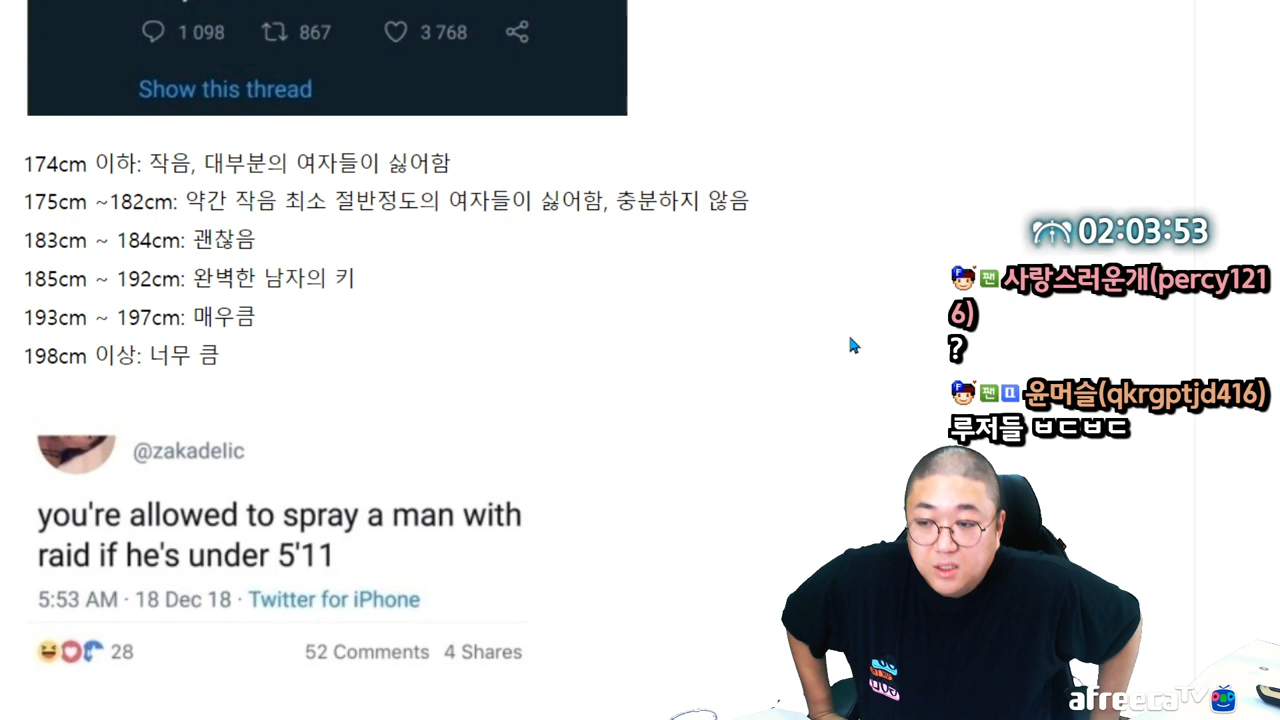 1 098 867 3 768
Show this thread
174cm 이하: 작음, 대부분의 여자들이 싫어함
175cm ~182cm: 약간 작음 최소 절반정도의 여자들이 싫어함, 충분하지 않음
183cm ~ 184cm: 괜찮음
185cm ~ 192cm: 완벽한 남자의 키
193cm ~ 197cm: 매우큼
198cm 이상: 너무 큼
02:03:53
팬 사랑스러운개(percy121
6)
?
팬 윤머슬(qkrgptjd416)
루저들 ㅂㄷㅂㄷ
@zakadelic
you're allowed to spray a man with
raid if he's under 5'11
5:53 AM · 18 Dec 18 · Twitter for iPhone
28 52 Comments 4 Shares
afreecaTV